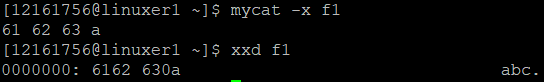 [12161756@linuxer1 ~]$ mycat -x f1
61 62 63 a
[12161756@linuxer1 ~]$ xxd f1
0000000: 6162 630a                                abc.